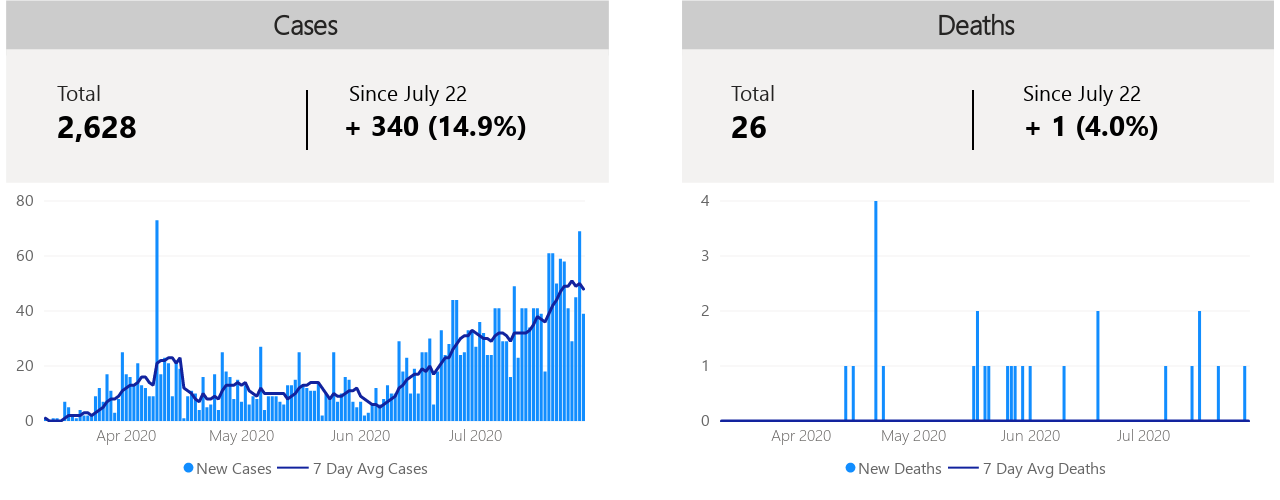 Cases
Total
2,628
Since July 22
+ 340 (14.9%)
80
60
40
20
0
Apr 2020
May 2020
Jun 2020
Jul 2020
New Cases
7 Day Avg Cases
Deaths
Total
26
Since July 22
+ 1 (4.0%)
4
3
2
1
0
Apr 2020
May 2020
Jun 2020
Jul 2020
New Deaths
7 Day Avg Deaths